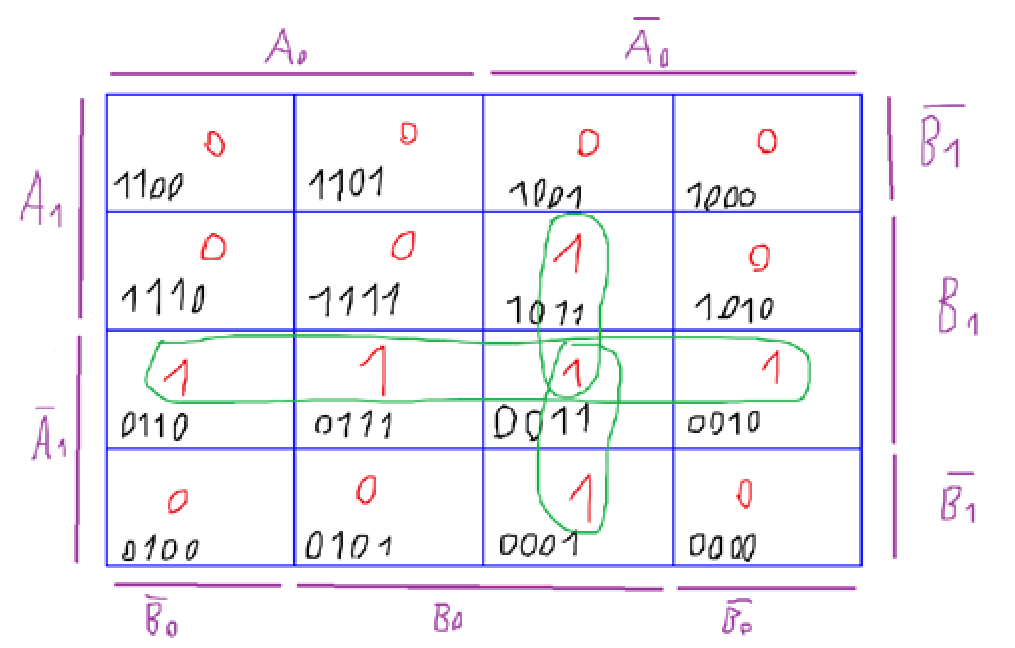 A₀ A̅₀
0 0 0 0 B̅₁
1100 1101 1001 1000
A₁
0 0 1 0
1110 1111 1011 1010 B₁
1 1 1 1
0110 0111 0011 0010
A̅₁
0 0 1 0 B̅₁
0100 0101 0001 0000
B̅₀ B₀ B̅₀